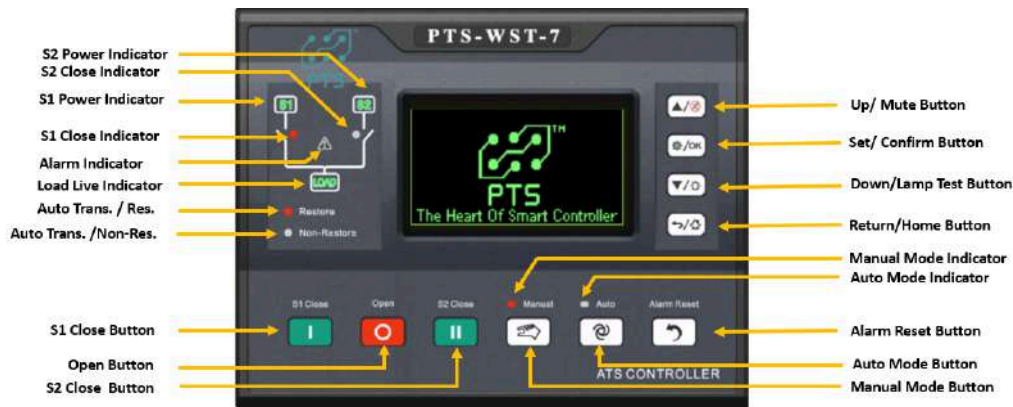 PTS-WST-7
PTS
S2 Power Indicator
S2 Close Indicator
S1 Power Indicator
S1 Close Indicator
Alarm Indicator
Load Live Indicator
Auto Trans. / Res.
Auto Trans. /Non-Res.
S1
S2
LOAD
Restore
Non-Restore
TM
PTS
The Heart Of Smart Controller
/OK
Up/ Mute Button
Set/ Confirm Button
Down/Lamp Test Button
Return/Home Button
Manual Mode Indicator
Auto Mode Indicator
S1 Close
Open
S2 Close
Manual
Auto
Alarm Reset
I
O
II
S1 Close Button
Open Button
S2 Close Button
Alarm Reset Button
Auto Mode Button
Manual Mode Button
ATS CONTROLLER